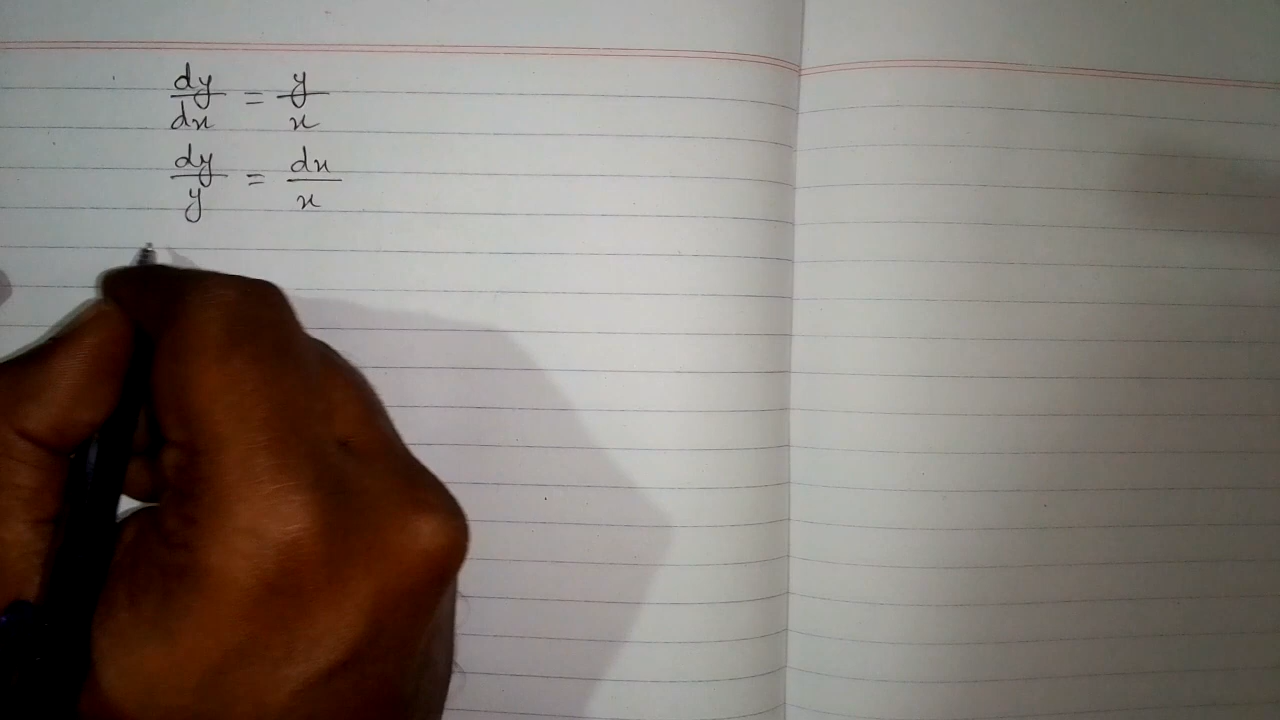 dy/dx = y/x
dy/y = dx/x